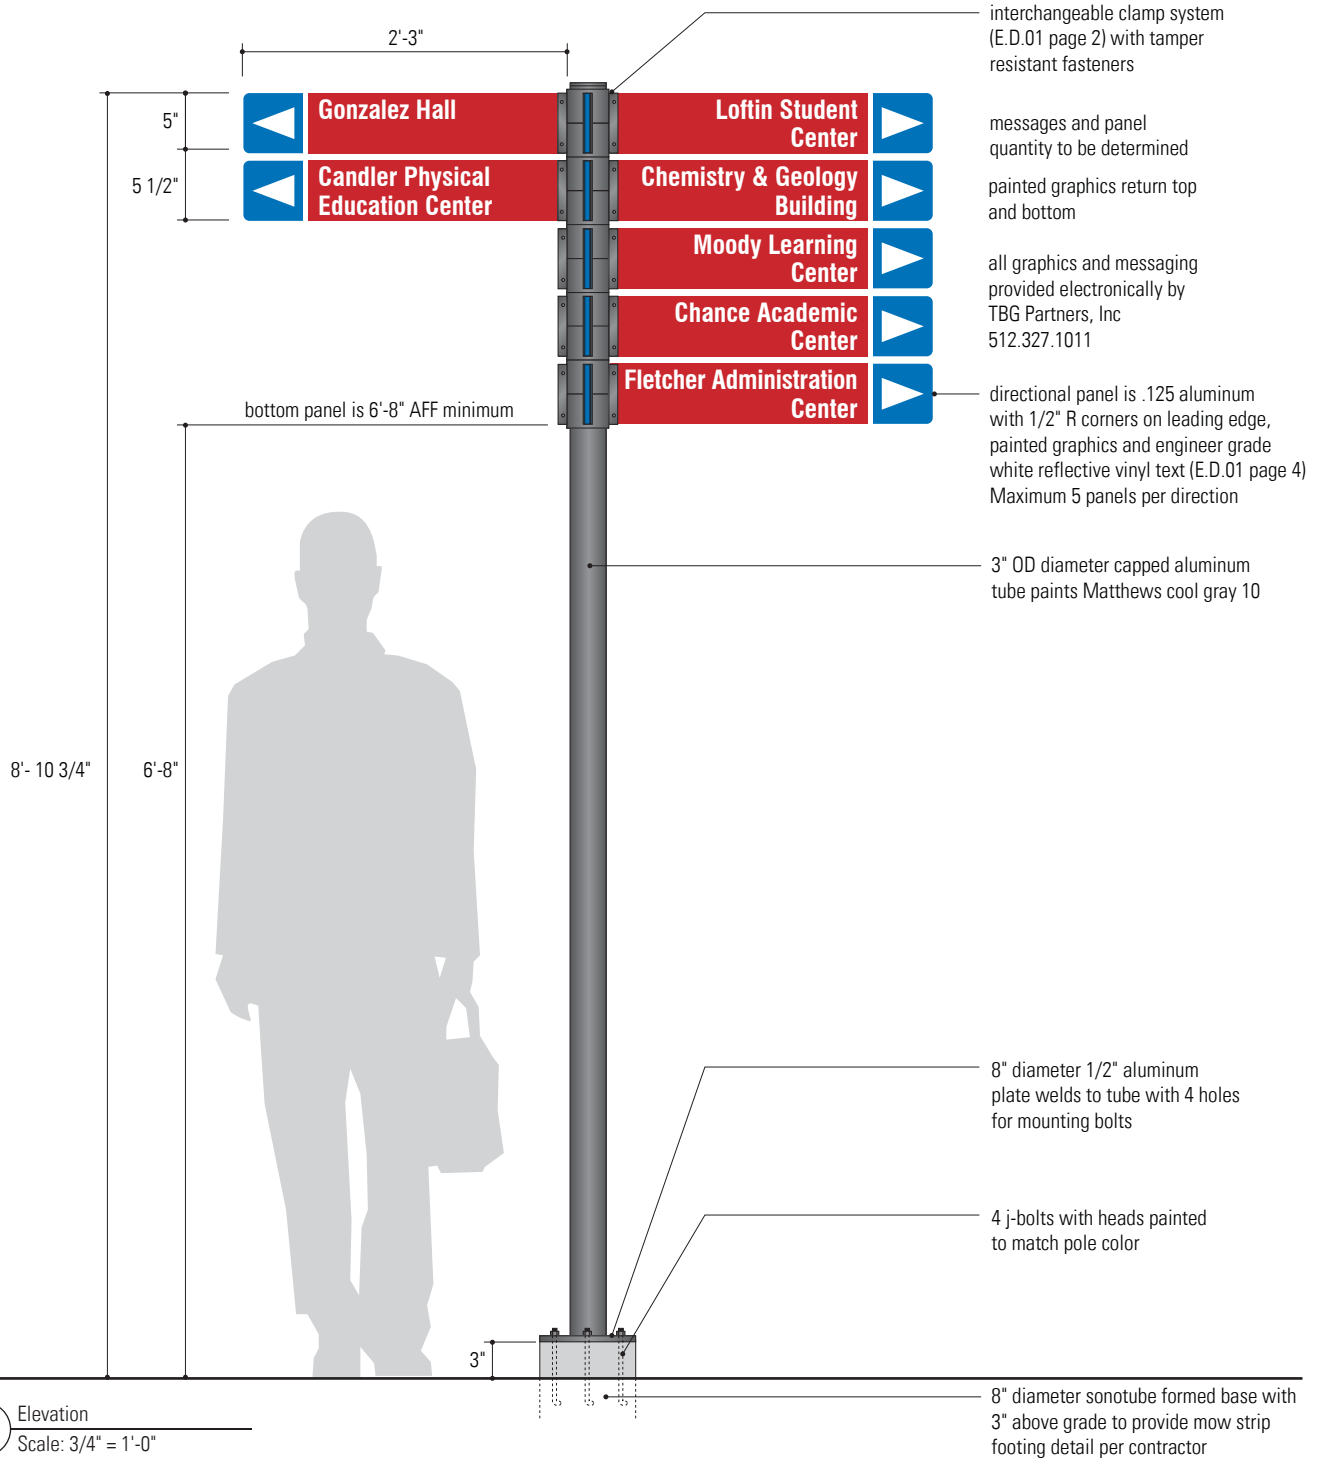 interchangeable clamp system
(E.D.01 page 2) with tamper
resistant fasteners
2'-3"
5"
5 1/2"
Gonzalez Hall
Candler Physical
Education Center
Loftin Student
Center
Chemistry & Geology
Building
Moody Learning
Center
Chance Academic
Center
Fletcher Administration
Center
messages and panel
quantity to be determined
painted graphics return top
and bottom
all graphics and messaging
provided electronically by
TBG Partners, Inc
512.327.1011
directional panel is .125 aluminum
with 1/2" R corners on leading edge,
painted graphics and engineer grade
white reflective vinyl text (E.D.01 page 4)
Maximum 5 panels per direction
bottom panel is 6'-8" AFF minimum
3" OD diameter capped aluminum
tube paints Matthews cool gray 10
8'- 10 3/4"
6'-8"
8" diameter 1/2" aluminum
plate welds to tube with 4 holes
for mounting bolts
4 j-bolts with heads painted
to match pole color
3"
8" diameter sonotube formed base with
3" above grade to provide mow strip
footing detail per contractor
Elevation
Scale: 3/4" = 1'-0"